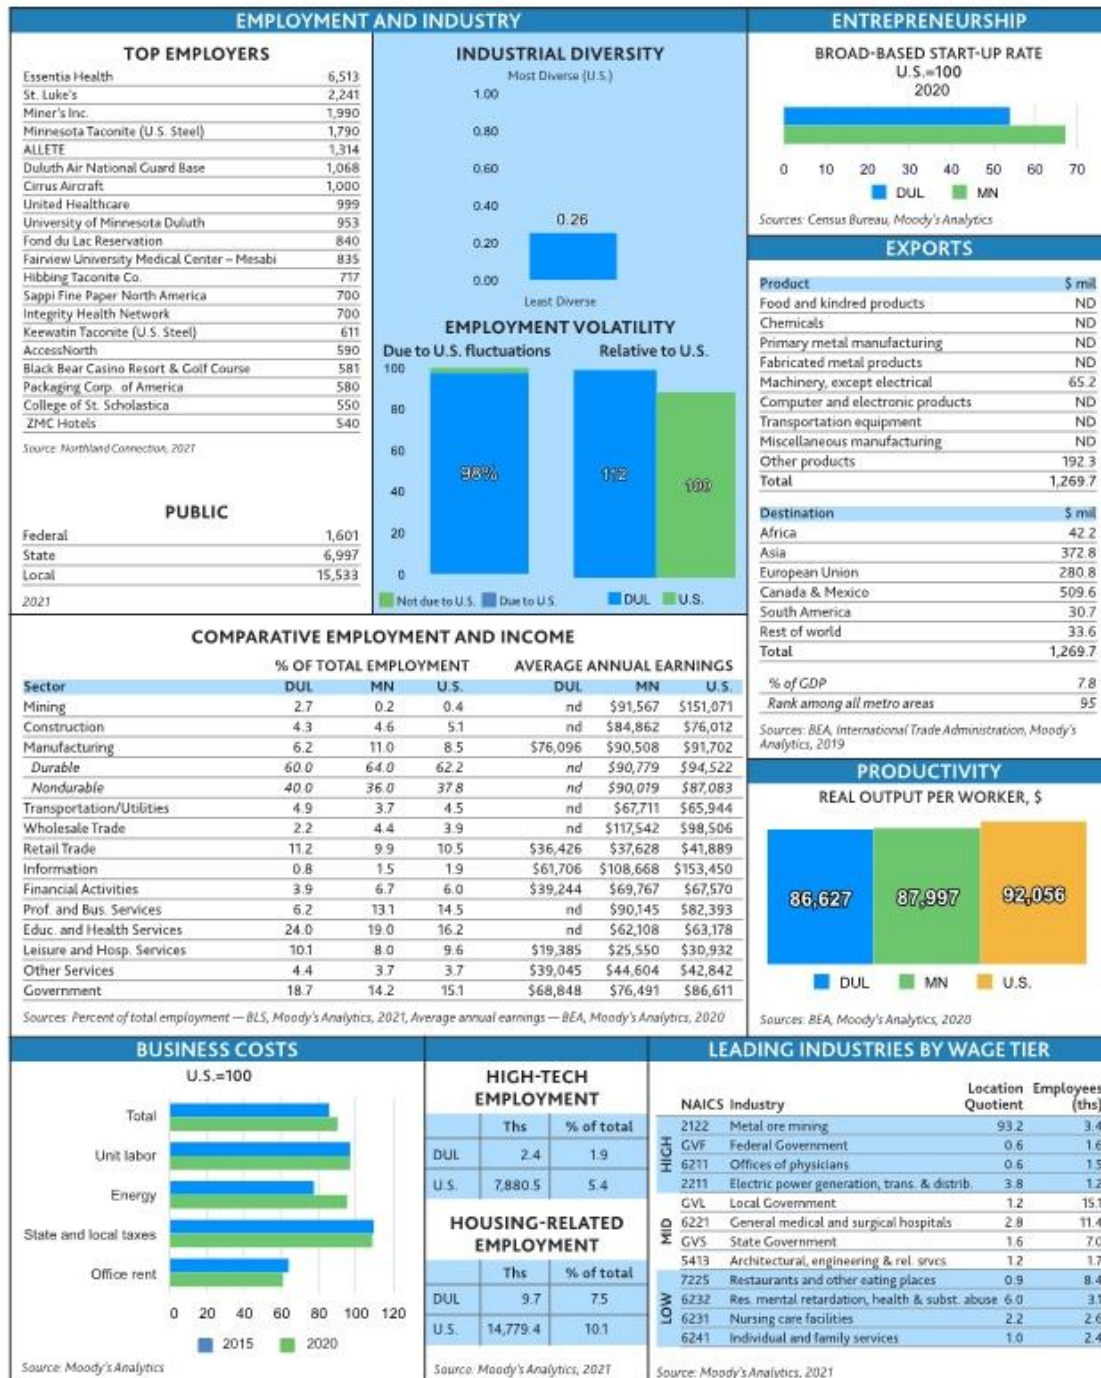 EMPLOYMENT AND INDUSTRY
TOP EMPLOYERS
Essentia Health 6,513
St. Luke's 2,241
Miner's Inc. 1,990
Minnesota Taconite (U.S. Steel) 1,790
ALLETE 1,314
Duluth Air National Guard Base 1,068
Cirrus Aircraft 1,000
United Healthcare 999
University of Minnesota Duluth 953
Fond du Lac Reservation 840
Fairview University Medical Center – Mesabi 835
Hibbing Taconite Co. 717
Sappi Fine Paper North America 700
Integrity Health Network 700
Keewatin Taconite (U.S. Steel) 611
AccessNorth 590
Black Bear Casino Resort & Golf Course 581
Packaging Corp. of America 580
College of St. Scholastica 550
ZMC Hotels 540
Source: Northland Connection, 2021
PUBLIC
Federal 1,601
State 6,997
Local 15,533
2021
INDUSTRIAL DIVERSITY
Most Diverse (U.S.)
1.00
0.80
0.60
0.40
0.26
0.20
0.00
Least Diverse
EMPLOYMENT VOLATILITY
Due to U.S. fluctuations Relative to U.S.
100
80
60
98% 112 100
40
20
0
Not due to U.S. Due to U.S. DUL U.S.
ENTREPRENEURSHIP
BROAD-BASED START-UP RATE
U.S.=100
2020
0 10 20 30 40 50 60 70
DUL MN
Sources: Census Bureau, Moody's Analytics
EXPORTS
Product $ mil
Food and kindred products ND
Chemicals ND
Primary metal manufacturing ND
Fabricated metal products ND
Machinery, except electrical 65.2
Computer and electronic products ND
Transportation equipment ND
Miscellaneous manufacturing ND
Other products 192.3
Total 1,269.7
Destination $ mil
Africa 42.2
Asia 372.8
European Union 280.8
Canada & Mexico 509.6
South America 30.7
Rest of world 33.6
Total 1,269.7
% of GDP 7.8
Rank among all metro areas 95
Sources: BEA, International Trade Administration, Moody's
Analytics, 2019
COMPARATIVE EMPLOYMENT AND INCOME
% OF TOTAL EMPLOYMENT AVERAGE ANNUAL EARNINGS
Sector DUL MN U.S. DUL MN U.S.
Mining 2.7 0.2 0.4 nd $91,567 $151,071
Construction 4.3 4.6 5.1 nd $84,862 $76,012
Manufacturing 6.2 11.0 8.5 $76,096 $90,508 $91,702
Durable 60.0 64.0 62.2 nd $90,779 $94,522
Nondurable 40.0 36.0 37.8 nd $90,019 $87,083
Transportation/Utilities 4.9 3.7 4.5 nd $67,711 $65,944
Wholesale Trade 2.2 4.4 3.9 nd $117,542 $98,506
Retail Trade 11.2 9.9 10.5 $36,426 $37,628 $41,889
Information 0.8 1.5 1.9 $61,706 $108,668 $153,450
Financial Activities 3.9 6.7 6.0 $39,244 $69,767 $67,570
Prof. and Bus. Services 6.2 13.1 14.5 nd $90,145 $82,393
Educ. and Health Services 24.0 19.0 16.2 nd $62,108 $63,178
Leisure and Hosp. Services 10.1 8.0 9.6 $19,385 $25,550 $30,932
Other Services 4.4 3.7 3.7 $39,045 $44,604 $42,842
Government 18.7 14.2 15.1 $68,848 $76,491 $86,611
Sources: Percent of total employment — BLS, Moody's Analytics, 2021, Average annual earnings — BEA, Moody's Analytics, 2020
PRODUCTIVITY
REAL OUTPUT PER WORKER, $
86,627 87,997 92,056
DUL MN U.S.
Sources: BEA, Moody's Analytics, 2020
BUSINESS COSTS
U.S.=100
Total
Unit labor
Energy
State and local taxes
Office rent
0 20 40 60 80 100 120
2015 2020
Source: Moody's Analytics
HIGH-TECH
EMPLOYMENT
Ths % of total
DUL 2.4 1.9
U.S. 7,880.5 5.4
HOUSING-RELATED
EMPLOYMENT
Ths % of total
DUL 9.7 7.5
U.S. 14,779.4 10.1
Source: Moody's Analytics, 2021
LEADING INDUSTRIES BY WAGE TIER
Location Employees
NAICS Industry Quotient (ths)
HIGH
2122 Metal ore mining 93.2 3.4
GVF Federal Government 0.6 1.6
6211 Offices of physicians 0.6 1.5
2211 Electric power generation, trans. & distrib. 3.8 1.2
MID
GVL Local Government 1.2 15.1
6221 General medical and surgical hospitals 2.8 11.4
GVS State Government 1.6 7.0
5413 Architectural, engineering & rel. srvcs. 1.2 1.7
LOW
7225 Restaurants and other eating places 0.9 8.4
6232 Res. mental retardation, health & subst. abuse 6.0 3.1
6231 Nursing care facilities 2.2 2.6
6241 Individual and family services 1.0 2.4
Source: Moody's Analytics, 2021